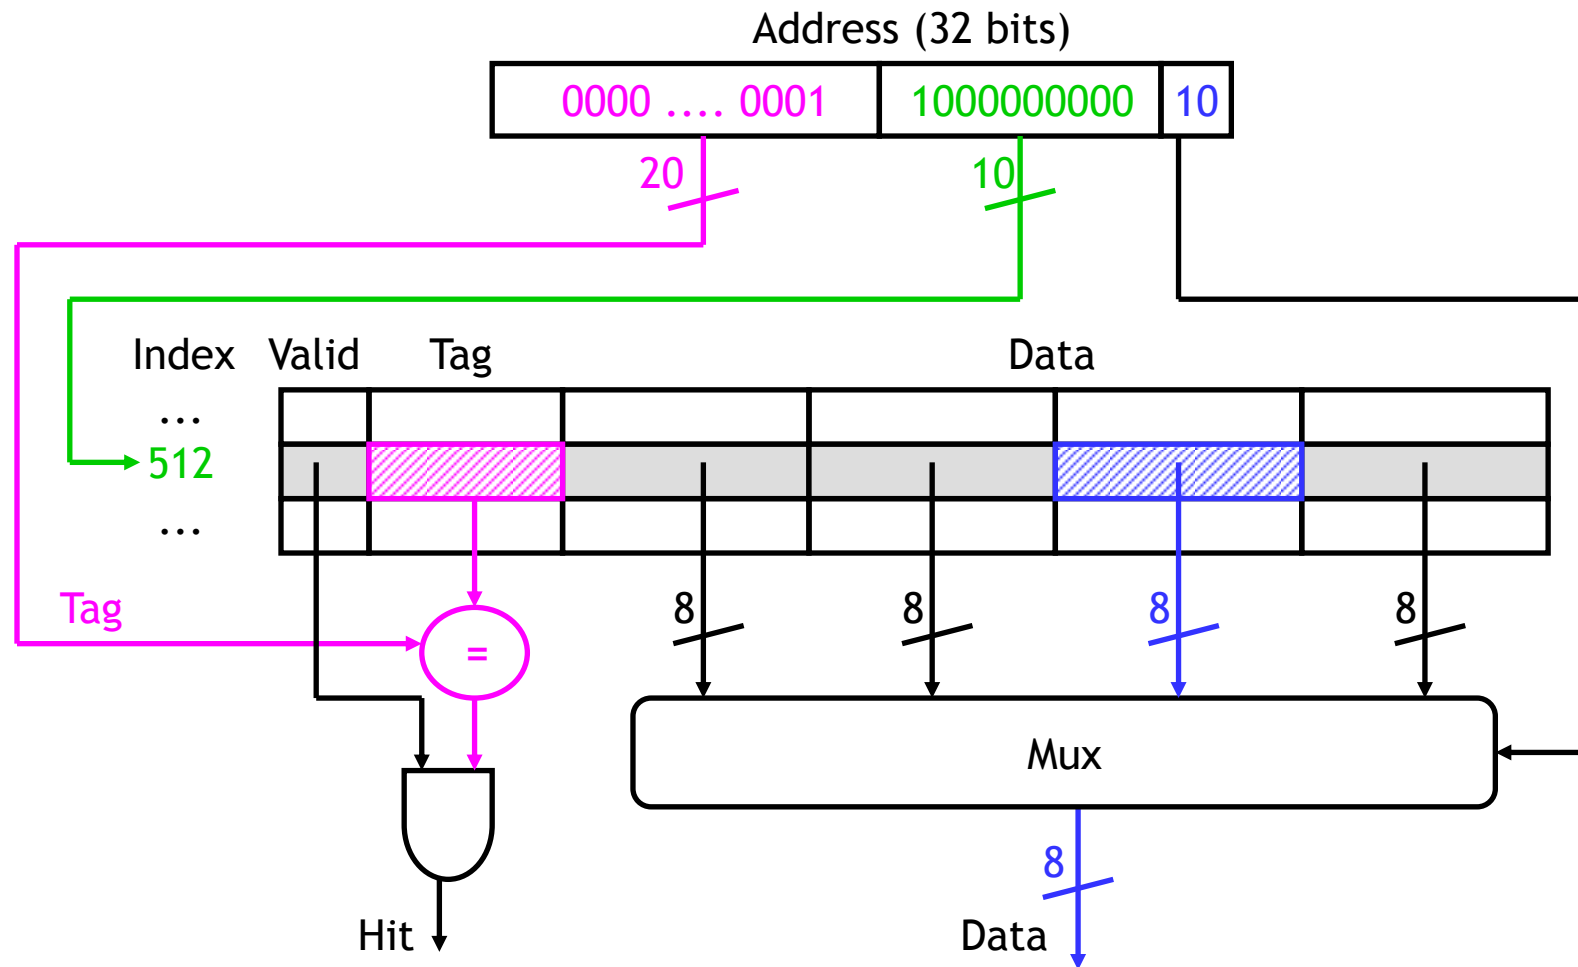 Address (32 bits)
0000 .... 0001 1000000000 10
20 10
Index Valid Tag Data
...
512
...
Tag 8 8 8 8
=
Mux
8
Hit Data